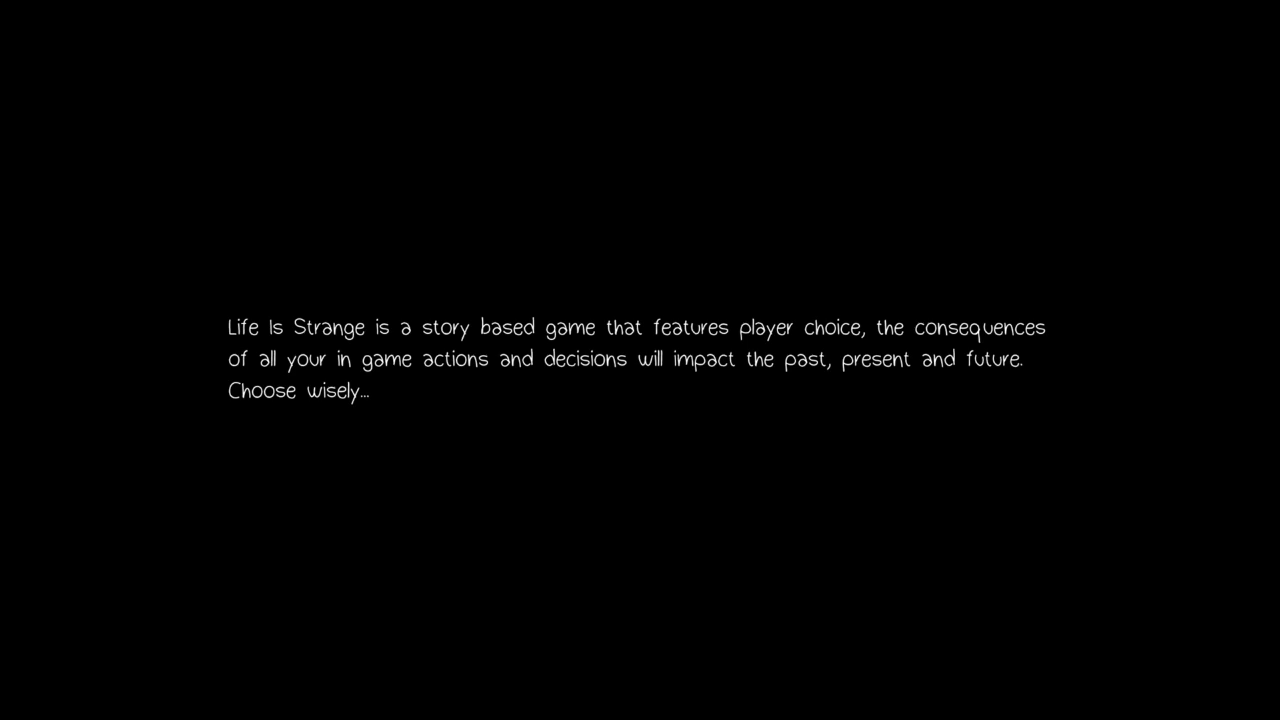 Life Is Strange is a story based game that features player choice, the consequences
of all your in game actions and decisions will impact the past, present and future.
Choose wisely...